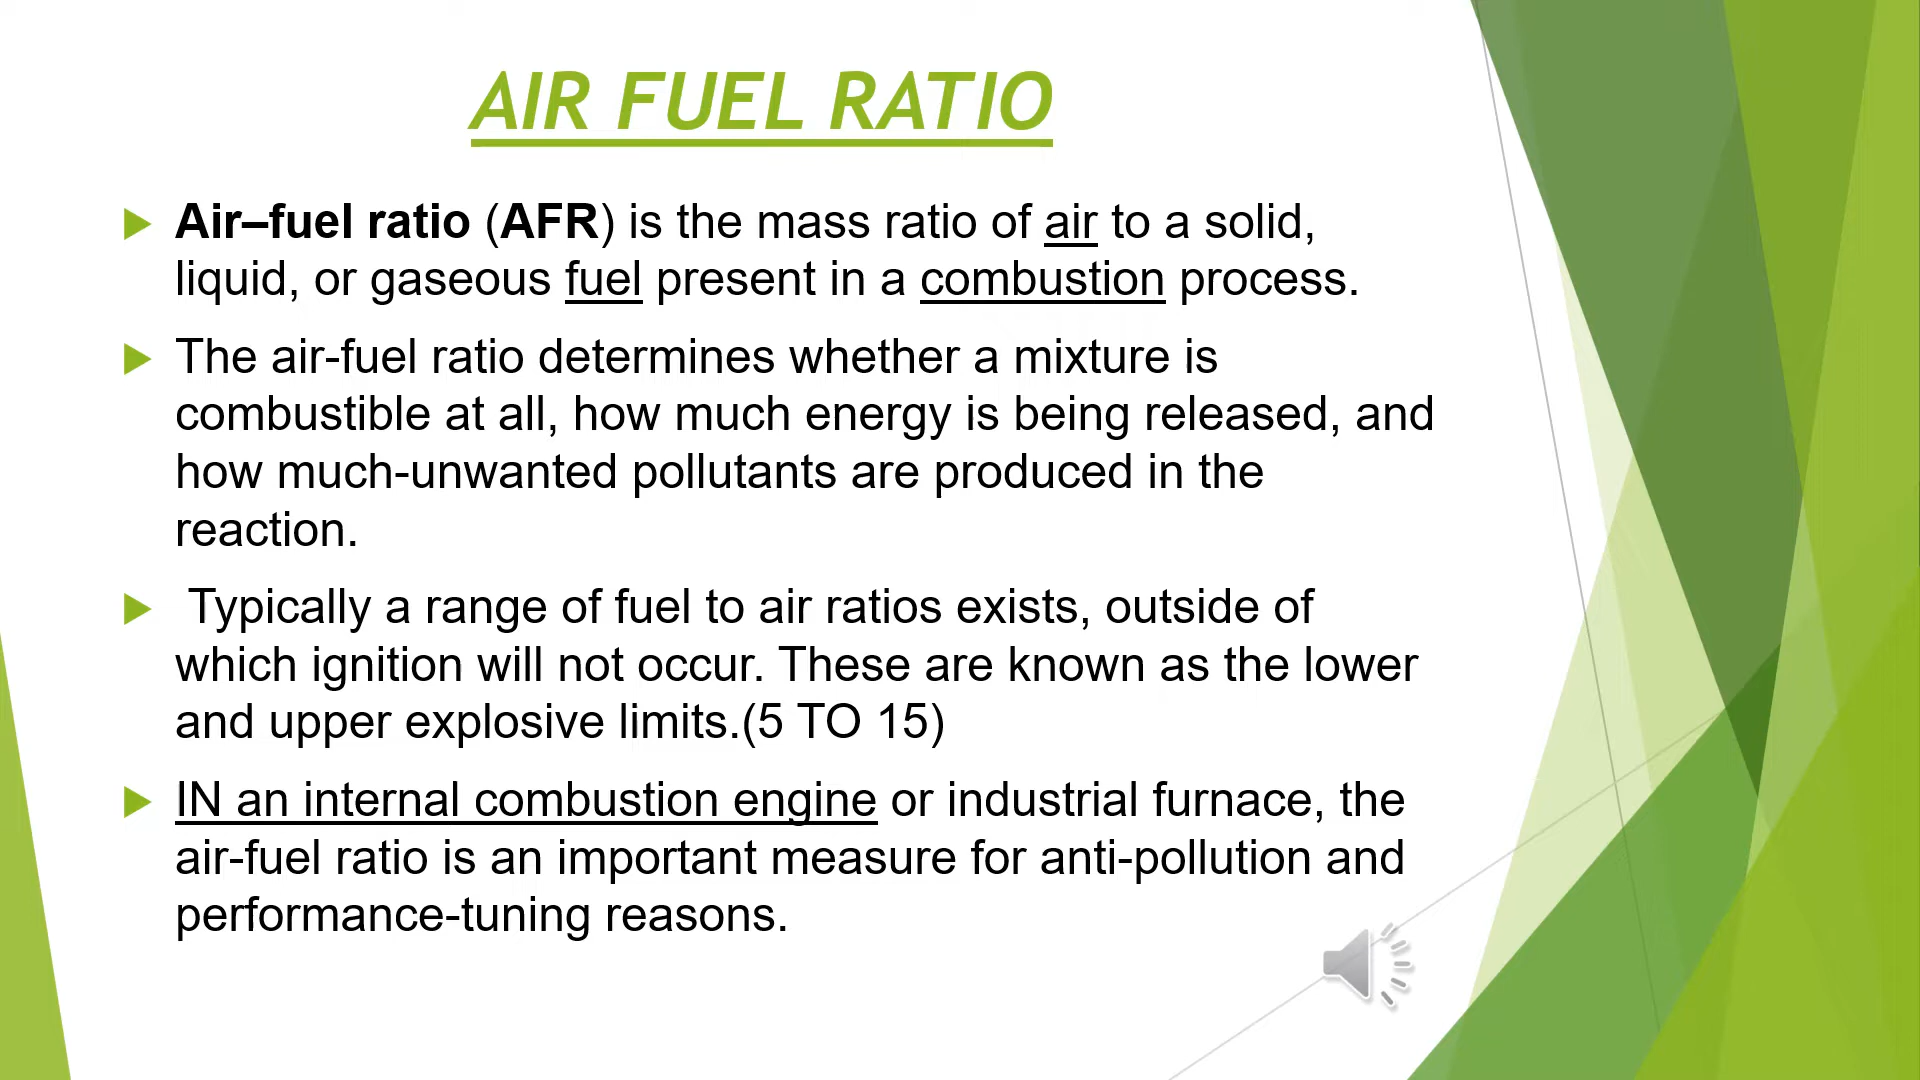 AIR FUEL RATIO
Air–fuel ratio (AFR) is the mass ratio of air to a solid,
liquid, or gaseous fuel present in a combustion process.
The air-fuel ratio determines whether a mixture is
combustible at all, how much energy is being released, and
how much-unwanted pollutants are produced in the
reaction.
Typically a range of fuel to air ratios exists, outside of
which ignition will not occur. These are known as the lower
and upper explosive limits.(5 TO 15)
IN an internal combustion engine or industrial furnace, the
air-fuel ratio is an important measure for anti-pollution and
performance-tuning reasons.